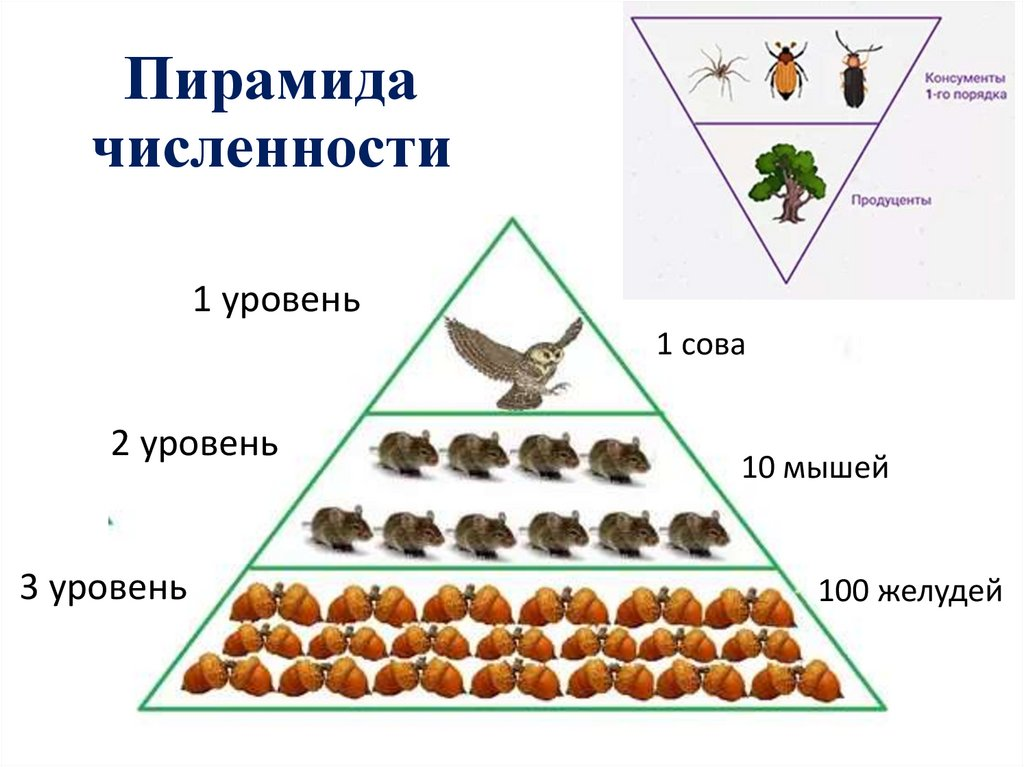 Пирамида
численности
Консументы
1-го порядка
Продуценты
1 уровень
1 сова
2 уровень
10 мышей
3 уровень
100 желудей